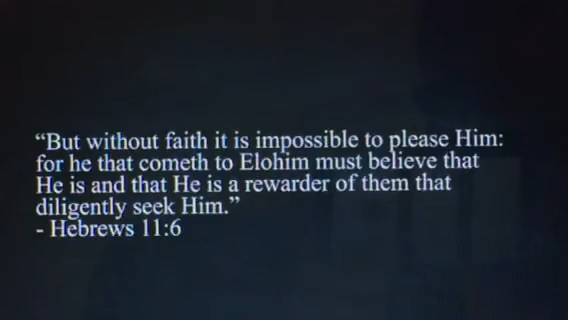 “But without faith it is impossible to please Him:
for he that cometh to Elohim must believe that
He is and that He is a rewarder of them that
diligently seek Him.”
- Hebrews 11:6